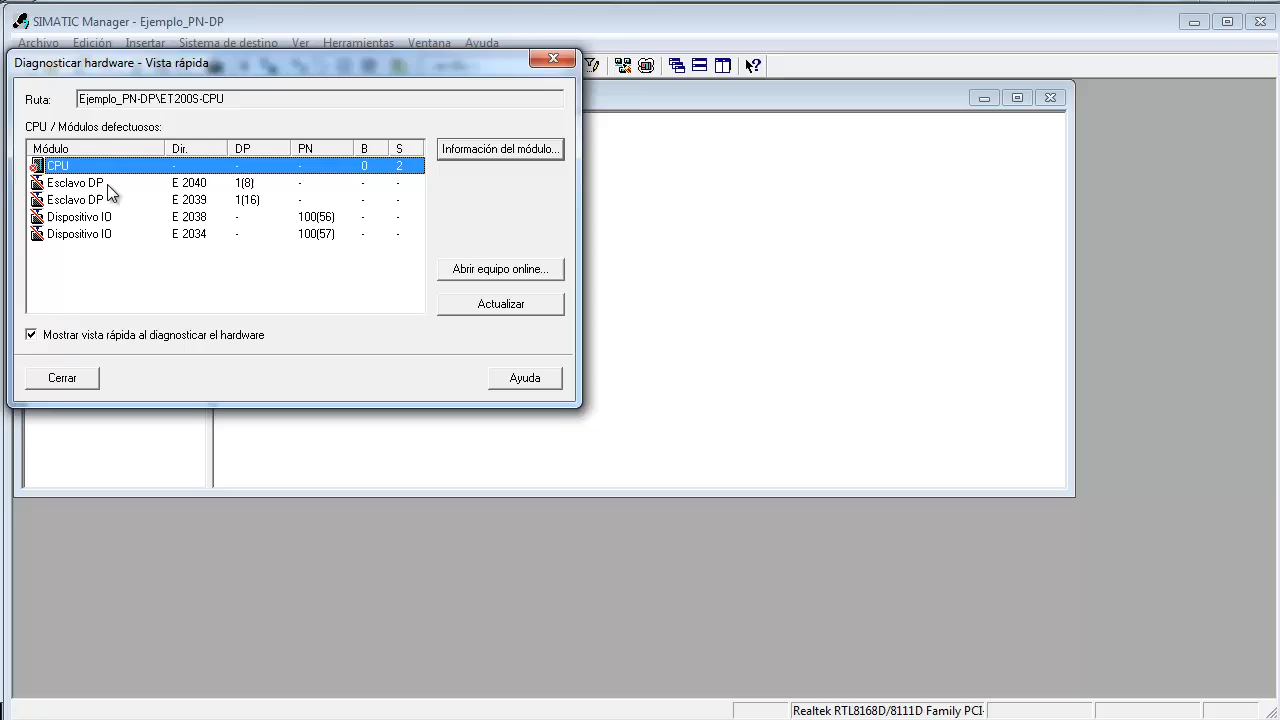 SIMATIC Manager - Ejemplo_PN-DP
Archivo Edición Insertar Sistema de destino Ver Herramientas Ventana Ayuda
Diagnosticar hardware - Vista rápida
Ruta: Ejemplo_PN-DP\ET200S-CPU
CPU / Módulos defectuosos:
Módulo Dir. DP PN B S
CPU - - - 0 2
Esclavo DP E 2040 1(8) - - -
Esclavo DP E 2039 1(16) - - -
Dispositivo IO E 2038 - 100(56) - -
Dispositivo IO E 2034 - 100(57) - -
Información del módulo...
Abrir equipo online...
Actualizar
Mostrar vista rápida al diagnosticar el hardware
Cerrar
Ayuda
Realtek RTL8168D/8111D Family PCI-